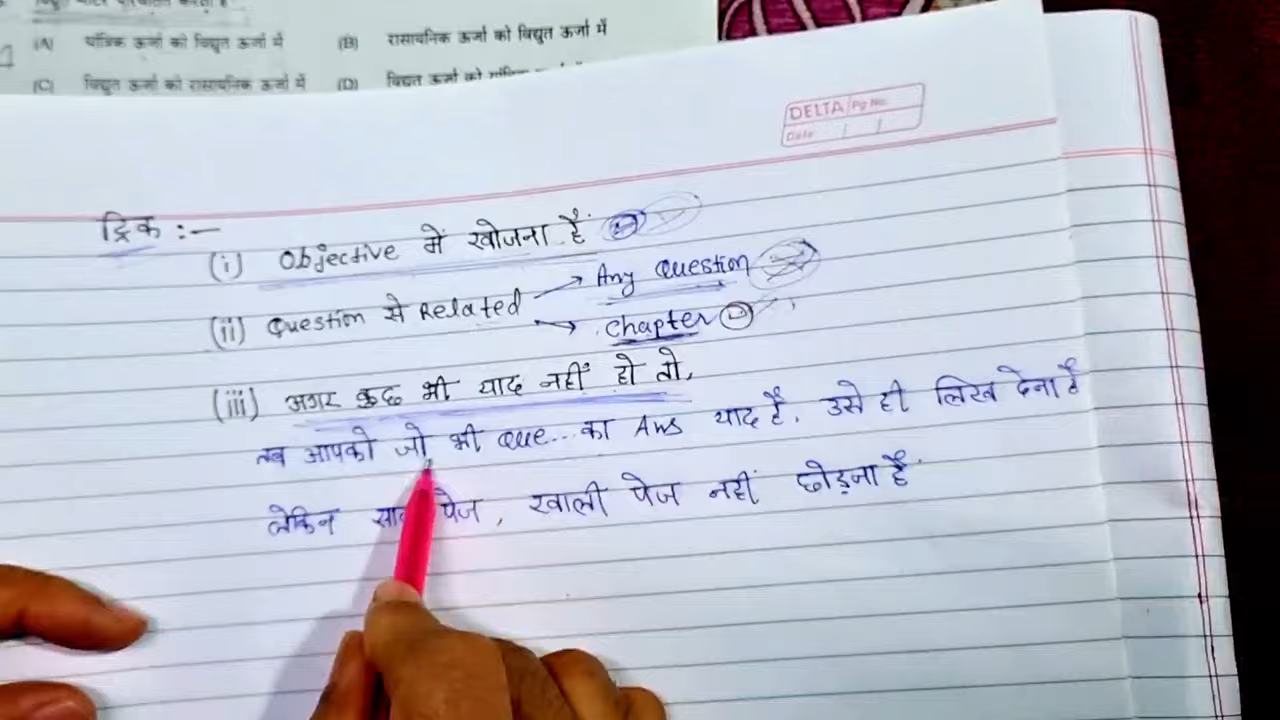 (A) यांत्रिक ऊर्जा को विद्युत ऊर्जा में (B) रासायनिक ऊर्जा को विद्युत ऊर्जा में
(C) विद्युत ऊर्जा को रासायनिक ऊर्जा में (D) विद्युत ऊर्जा को
DELTA Pg No.
Date
ट्रिक :-
(i) Objective में खोजना है
(ii) Question से Related → Any Question
→ Chapter
(iii) अगर कुछ भी याद नहीं हो तो,
तब आपको जो भी Que... का Ans याद है, उसे ही लिख देना है
लेकिन पेज, खाली पेज नहीं छोड़ना है